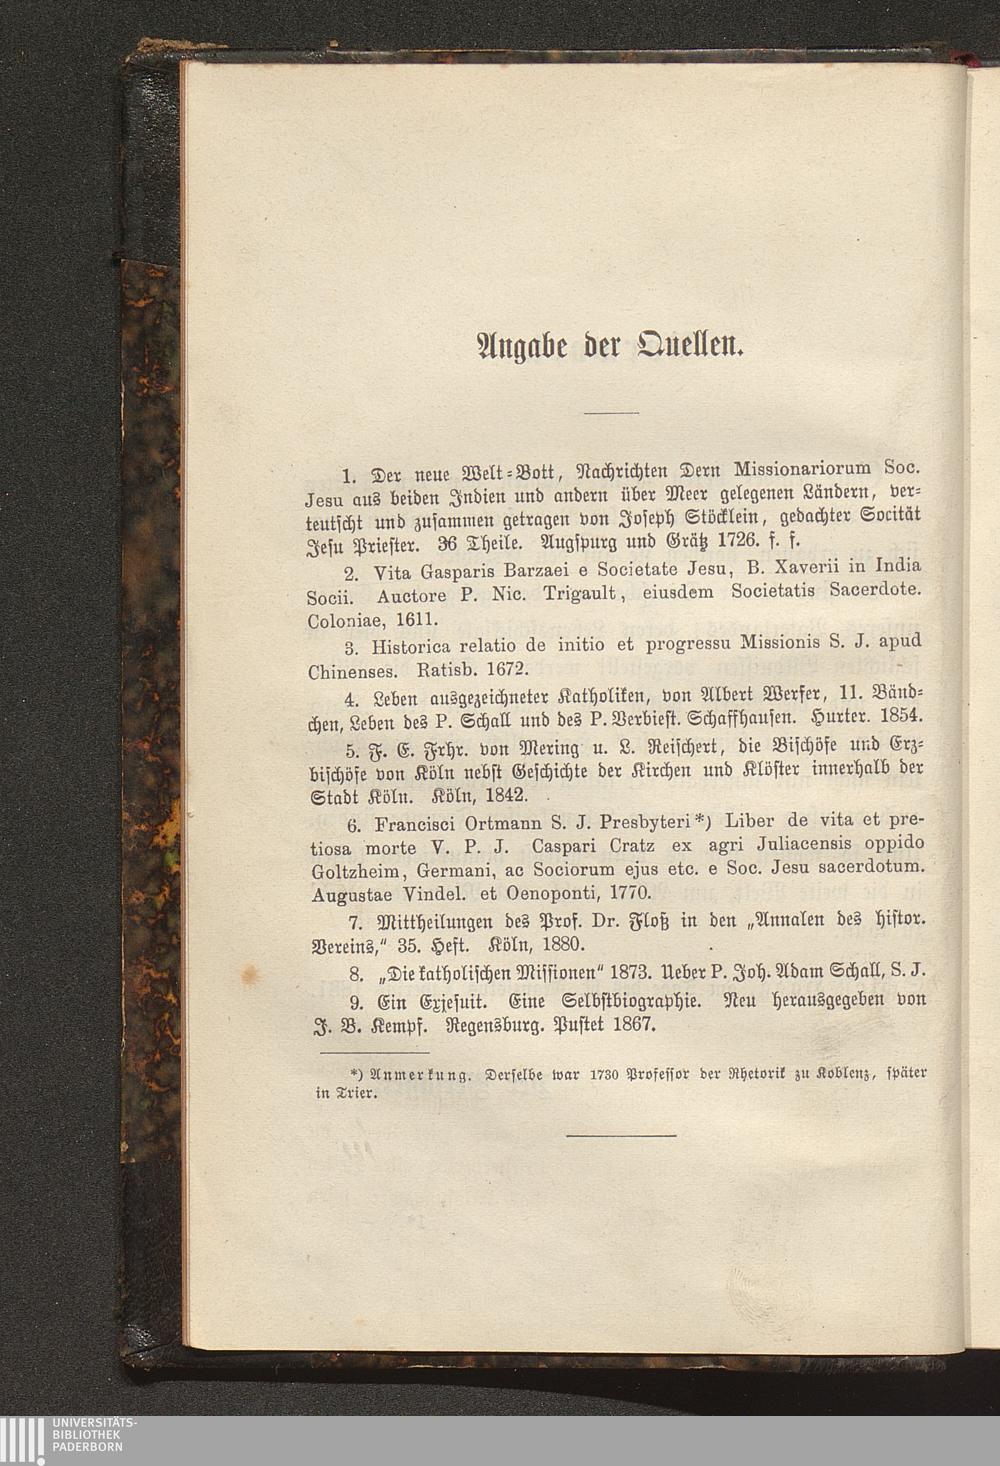 Angabe der Quellen.
1. Der neue Welt-Bott, Nachrichten Dern Missionariorum Soc.
Jesu aus beiden Indien und andern über Meer gelegenen Ländern, ver-
teutscht und zusammen getragen von Joseph Stöcklein, gedachter Socität
Jesu Priester. 36 Theile. Augspurg und Grätz 1726. f. f.
2. Vita Gasparis Barzaei e Societate Jesu, B. Xaverii in India
Socii. Auctore P. Nic. Trigault, eiusdem Societatis Sacerdote.
Coloniae, 1611.
3. Historica relatio de initio et progressu Missionis S. J. apud
Chinenses. Ratisb. 1672.
4. Leben ausgezeichneter Katholiken, von Albert Werfer, 11. Bänd-
chen, Leben des P. Schall und des P. Verbiest. Schaffhausen. Hurter. 1854.
5. F. E. Frhr. von Mering u. L. Reischert, die Bischöfe und Erz-
bischöfe von Köln nebst Geschichte der Kirchen und Klöster innerhalb der
Stadt Köln. Köln, 1842.
6. Francisci Ortmann S. J. Presbyteri*) Liber de vita et pre-
tiosa morte V. P. J. Caspari Cratz ex agri Juliacensis oppido
Goltzheim, Germani, ac Sociorum ejus etc. e Soc. Jesu sacerdotum.
Augustae Vindel. et Oenoponti, 1770.
7. Mittheilungen des Prof. Dr. Floß in den „Annalen des histor.
Vereins,“ 35. Heft. Köln, 1880.
8. „Die katholischen Missionen“ 1873. Ueber P. Joh. Adam Schall, S. J.
9. Ein Exjesuit. Eine Selbstbiographie. Neu herausgegeben von
J. B. Kempf. Regensburg. Pustet 1867.
*) Anmerkung. Derselbe war 1730 Professor der Rhetorik zu Koblenz, später
in Trier.
UNIVERSITÄTS-
BIBLIOTHEK
PADERBORN